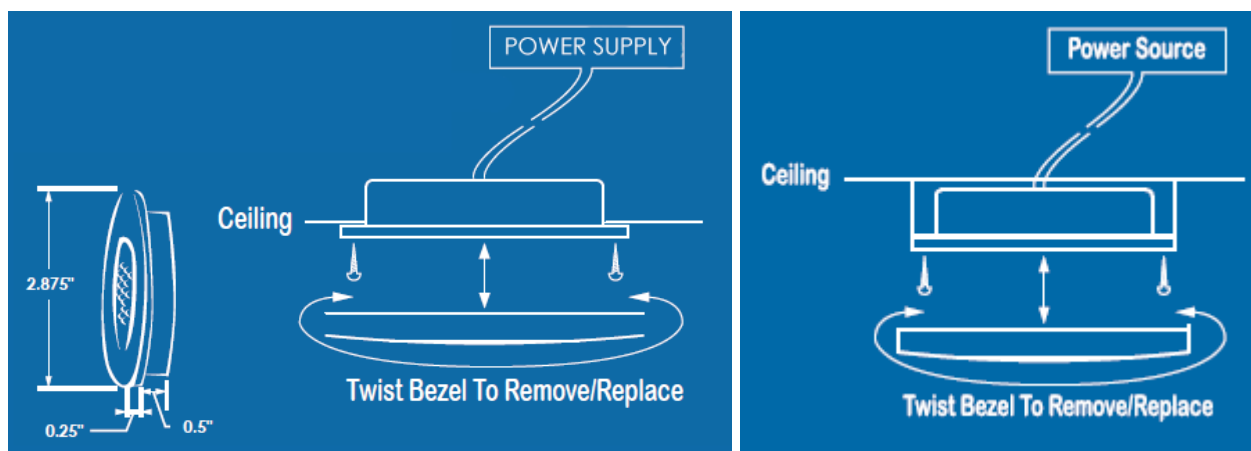 POWER SUPPLY
Ceiling
2.875"
Twist Bezel To Remove/Replace
0.25"
0.5"
Power Source
Ceiling
Twist Bezel To Remove/Replace